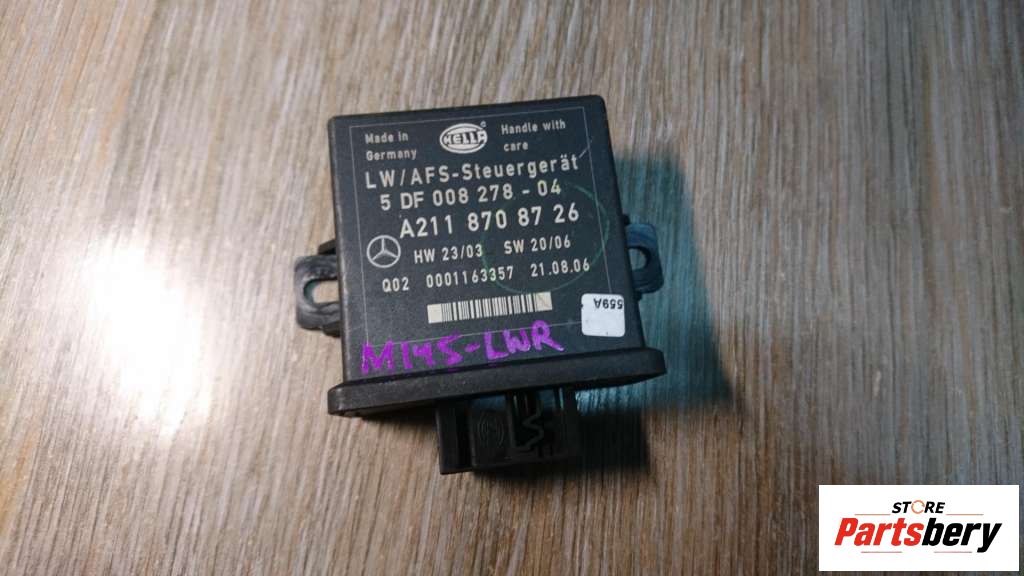 Made in
Germany
HELLA
Handle with
care
LW/AFS-Steuergerät
5 DF 008 278 - 04
A211 870 87 26
HW 23/03 SW 20/06
Q02 0001163357 21.08.06
559A
M145-LWR
STORE
Partsbery